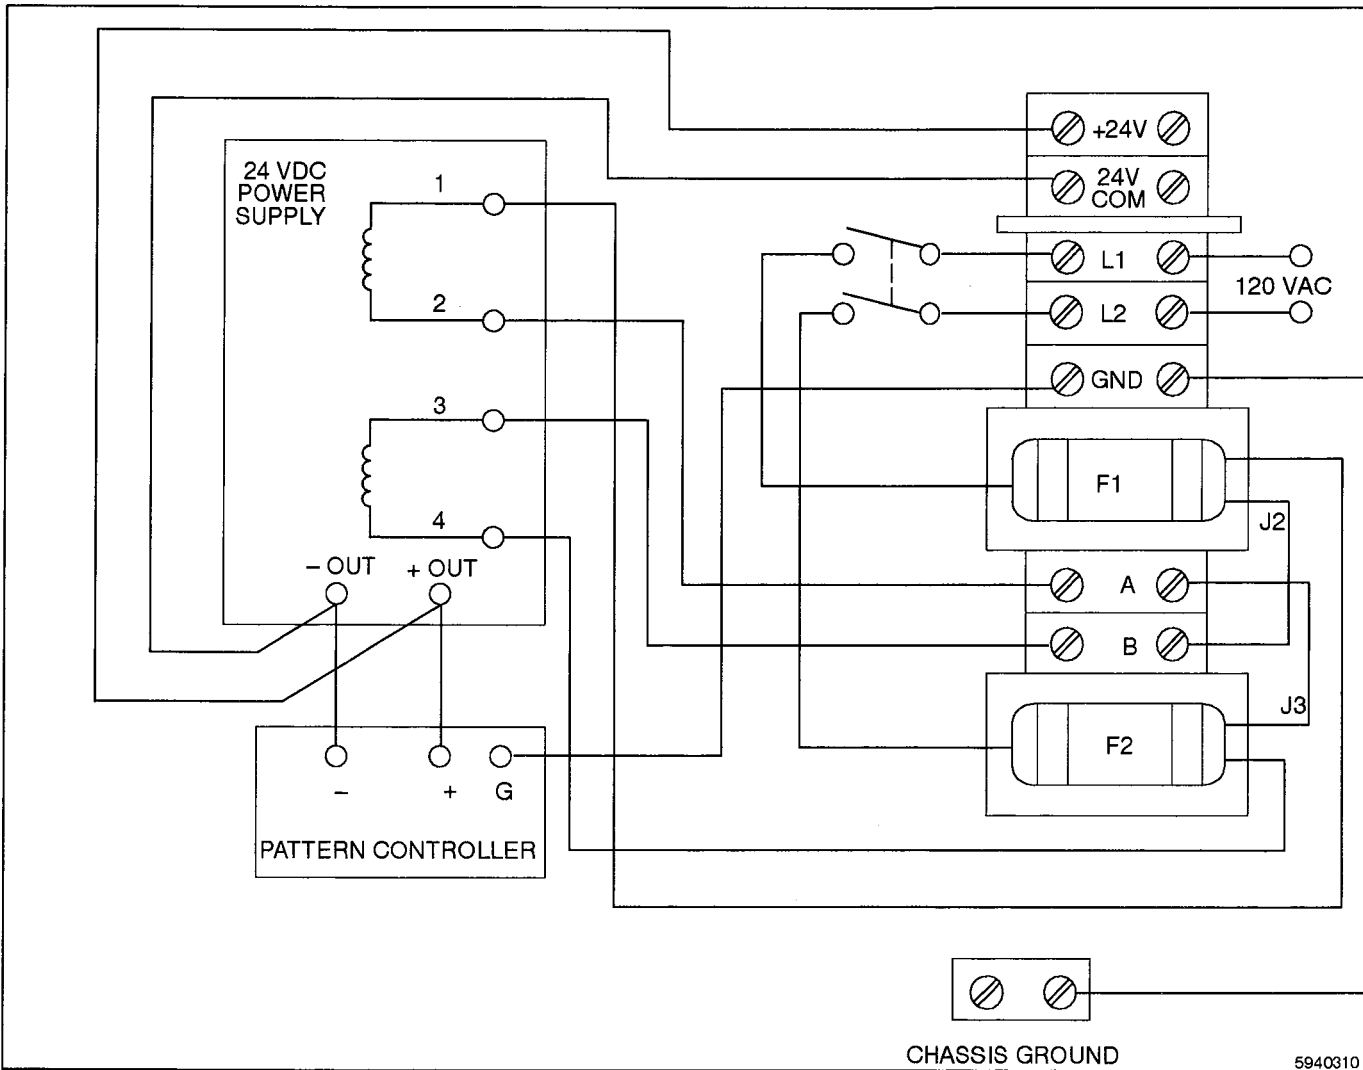 24 VDC
POWER
SUPPLY
1
2
3
4
– OUT
+ OUT
–
+
G
PATTERN CONTROLLER
+24V
24V
COM
L1
L2
120 VAC
GND
F1
J2
A
B
J3
F2
CHASSIS GROUND
5940310